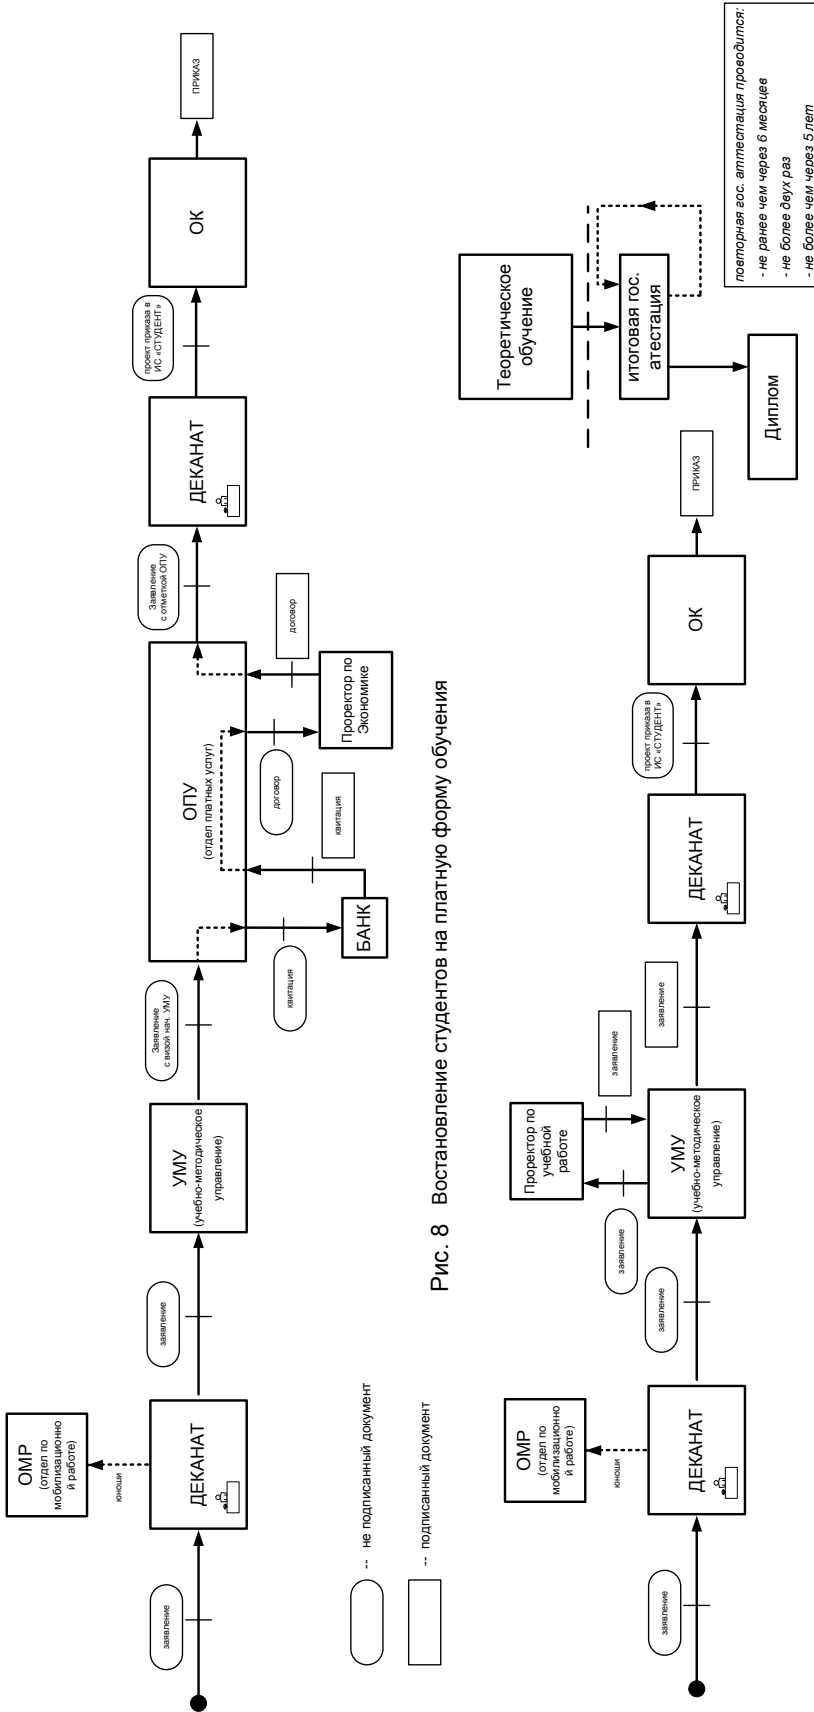 заявление
ДЕКАНАТ
юноши
ОМР
(отдел по
мобилизационно
й работе)
заявление
УМУ
(учебно-методическое
управление)
Заявление
с визой нач. УМУ
ОПУ
(отдел платных услуг)
квитация
БАНК
квитация
договор
Проректор по
Экономике
договор
Заявление
с отметкой ОПУ
ДЕКАНАТ
проект приказа в
ИС «СТУДЕНТ»
ОК
ПРИКАЗ
-- не подписанный документ
-- подписанный документ
Рис. 8 Востановление студентов на платную форму обучения
заявление
ДЕКАНАТ
юноши
ОМР
(отдел по
мобилизационно
й работе)
заявление
УМУ
(учебно-методическое
управление)
заявление
Проректор по
учебной
работе
заявление
заявление
ДЕКАНАТ
проект приказа в
ИС «СТУДЕНТ»
ОК
ПРИКАЗ
Теоретическое
обучение
итоговая гос.
атестация
Диплом
повторная гос. аттестация проводится:
- не ранее чем через 6 месяцев
- не более двух раз
- не более чем через 5 лет